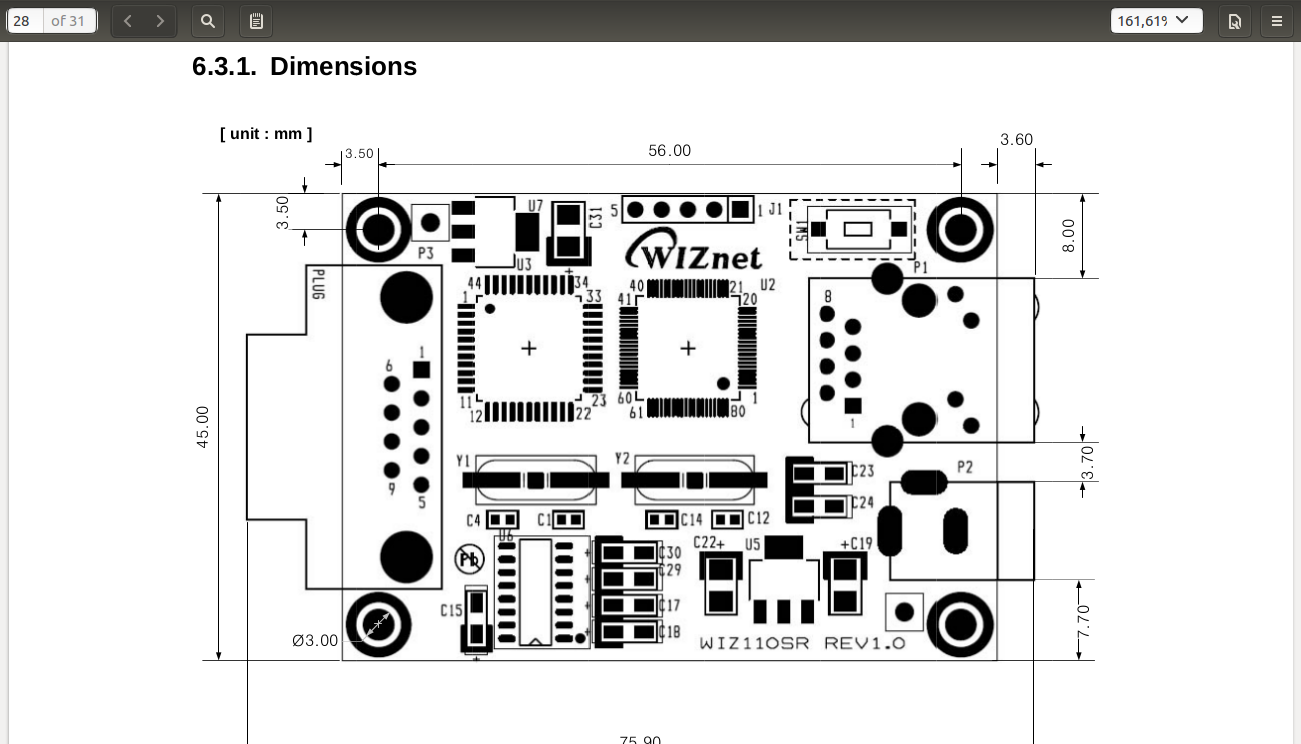 28 of 31 161,61%
6.3.1. Dimensions
[ unit : mm ]
3.50 56.00 3.60
3.50
8.00
45.00
3.70
7.70
Ø3.00
75.90
P3 U7 C31 5 1 J1 SW1
U3 WIZnet P1
PLUG 44 34 40 21 U2
1 33 41 20 8
6 1
11 23 60 1 1
12 22 61 80
9 5
Y1 Y2 C23 P2
C24
C4 C1 C14 C12
U6 C30 C22+ U5 +C19
Pb C29
C15 C17
C18 WIZ110SR REV1.0